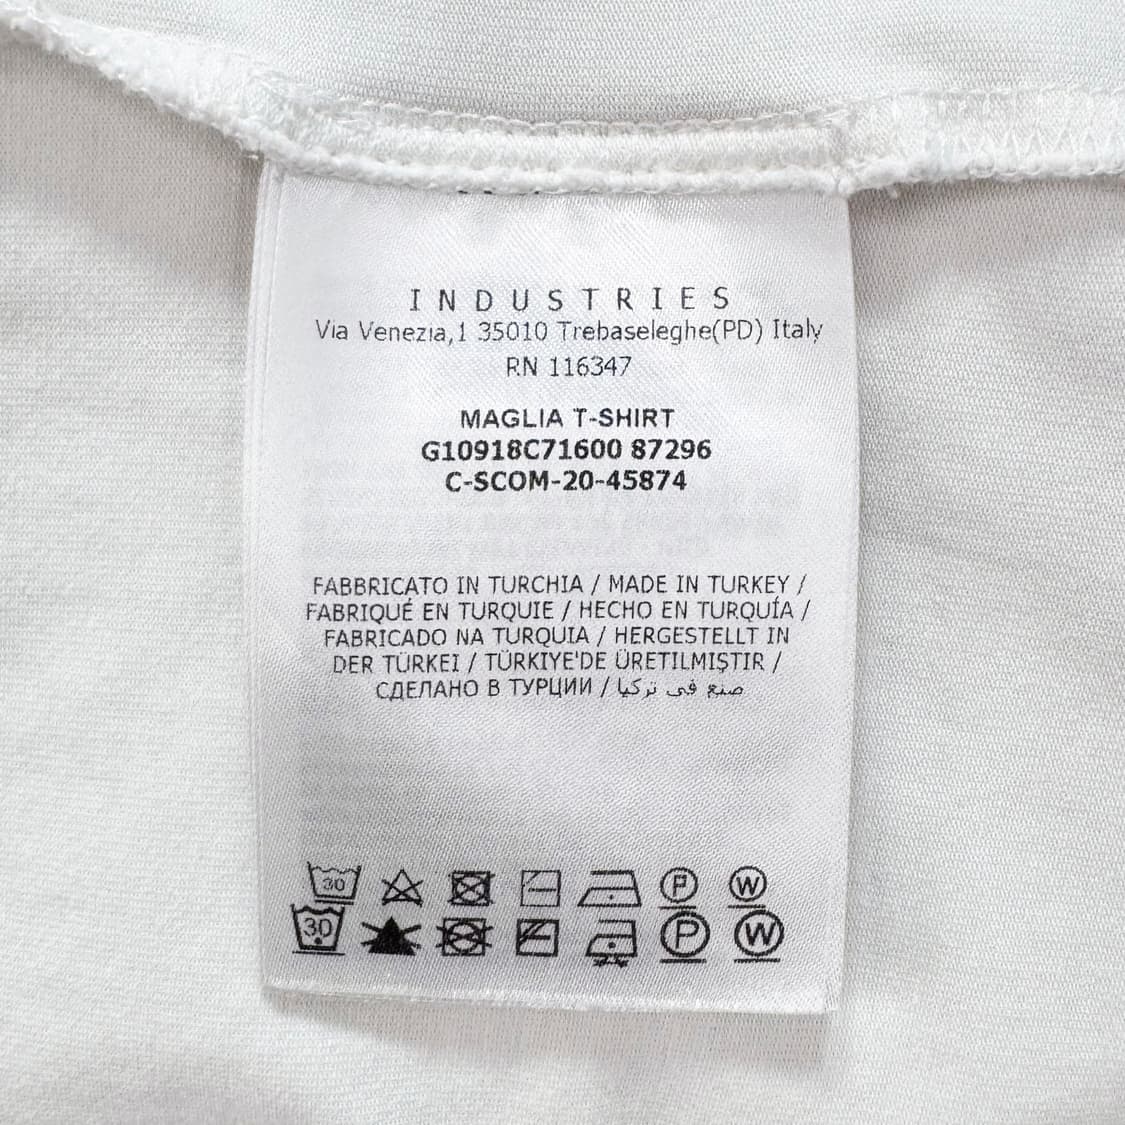 INDUSTRIES
Via Venezia,1 35010 Trebaseleghe(PD) Italy
RN 116347
MAGLIA T-SHIRT
G10918C71600 87296
C-SCOM-20-45874
FABBRICATO IN TURCHIA / MADE IN TURKEY /
FABRIQUÉ EN TURQUIE / HECHO EN TURQUÍA /
FABRICADO NA TURQUIA / HERGESTELLT IN
DER TÜRKEI / TÜRKIYE'DE ÜRETILMIŞTIR /
СДЕЛАНО В ТУРЦИИ / صنع في تركيا
30 P W
30 P W